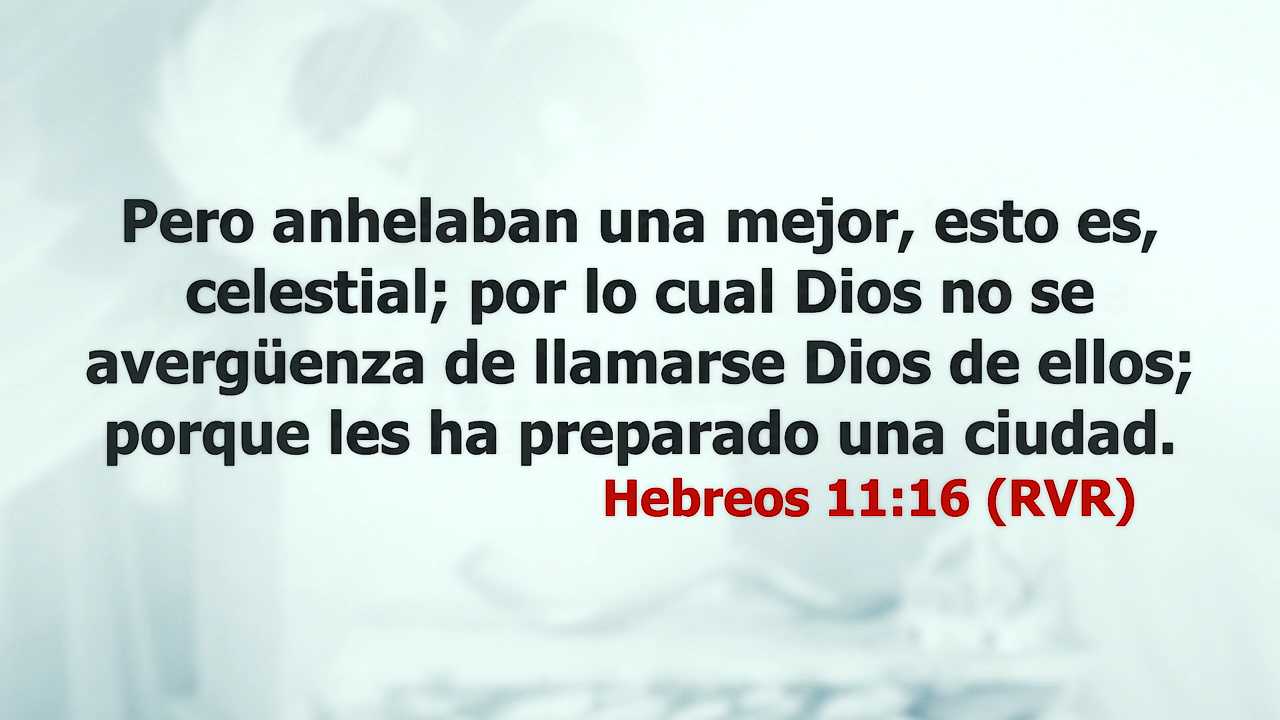 Pero anhelaban una mejor, esto es,
celestial; por lo cual Dios no se
avergüenza de llamarse Dios de ellos;
porque les ha preparado una ciudad.
Hebreos 11:16 (RVR)